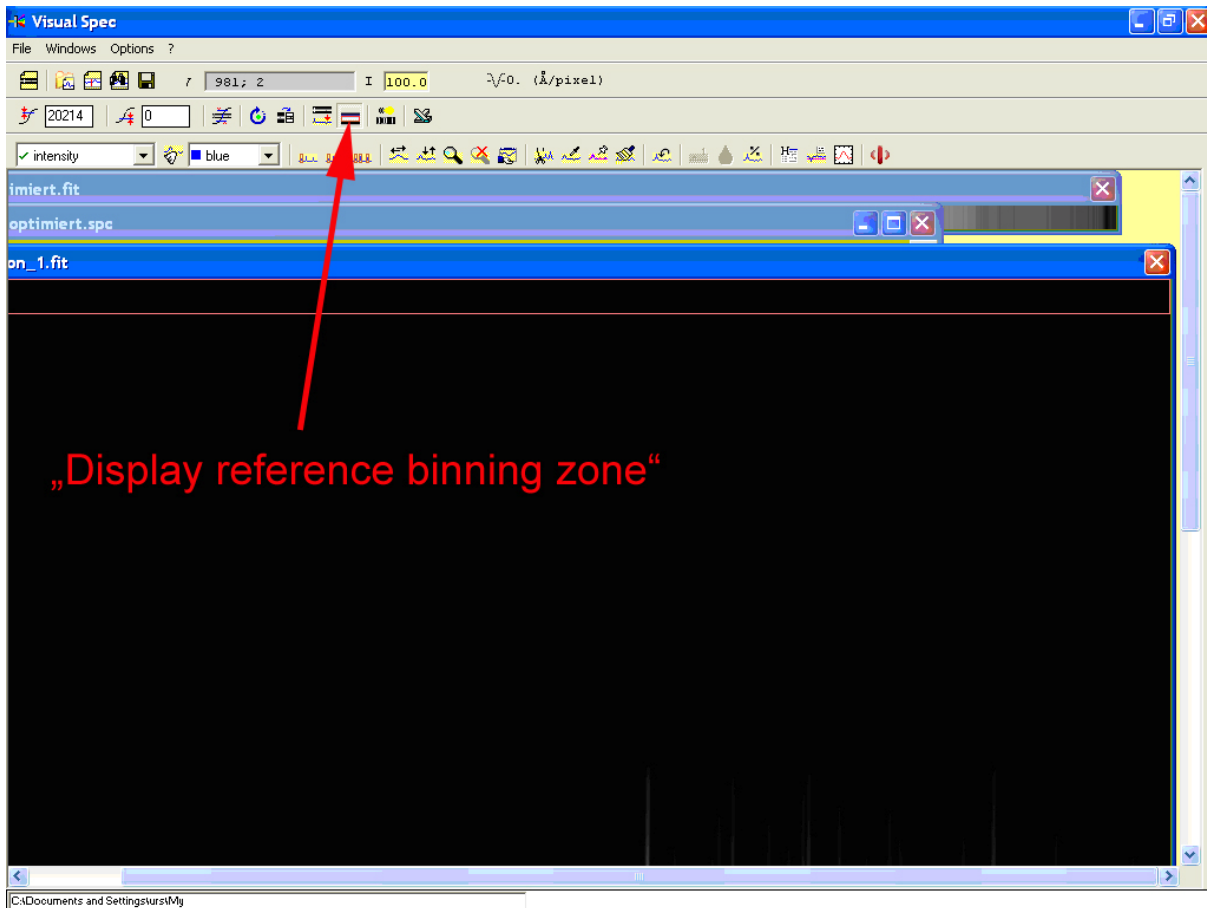 Visual Spec
File Windows Options ?
981; 2 I 100.0 0. (Å/pixel)
20214 0
intensity blue
imiert.fit
optimiert.spc
on_1.fit
„Display reference binning zone“
C:\Documents and Settings\urs\My